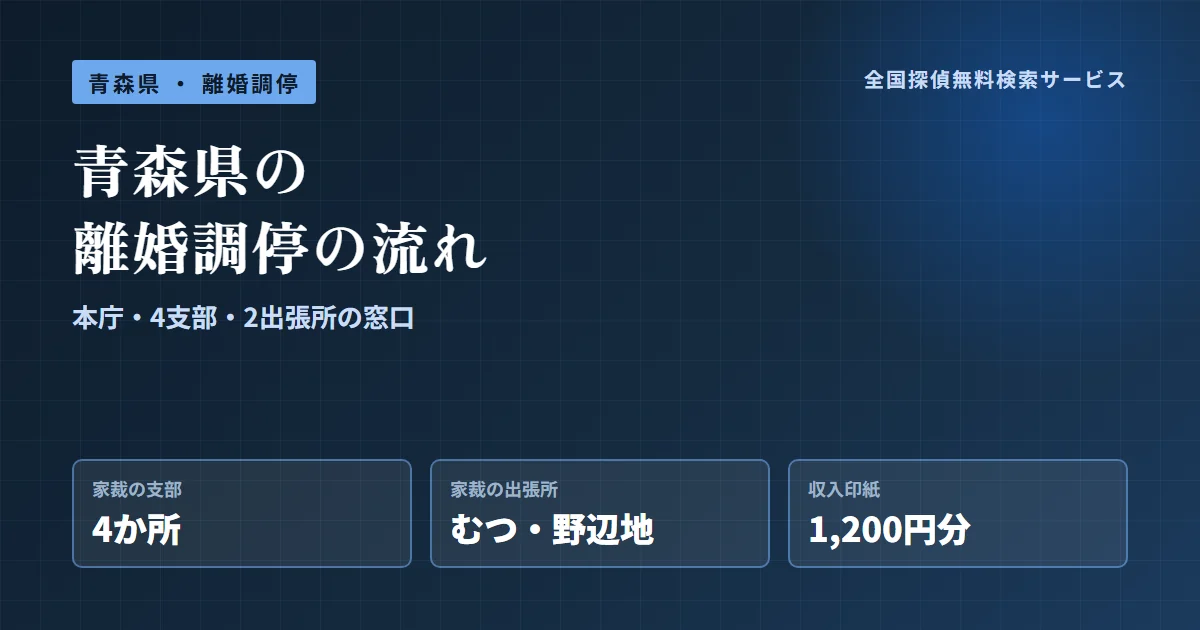 青森県 ・ 離婚調停
全国探偵無料検索サービス
青森県の
離婚調停の流れ
本庁・4支部・2出張所の窓口
家裁の支部
4か所
家裁の出張所
むつ・野辺地
収入印紙
1,200円分